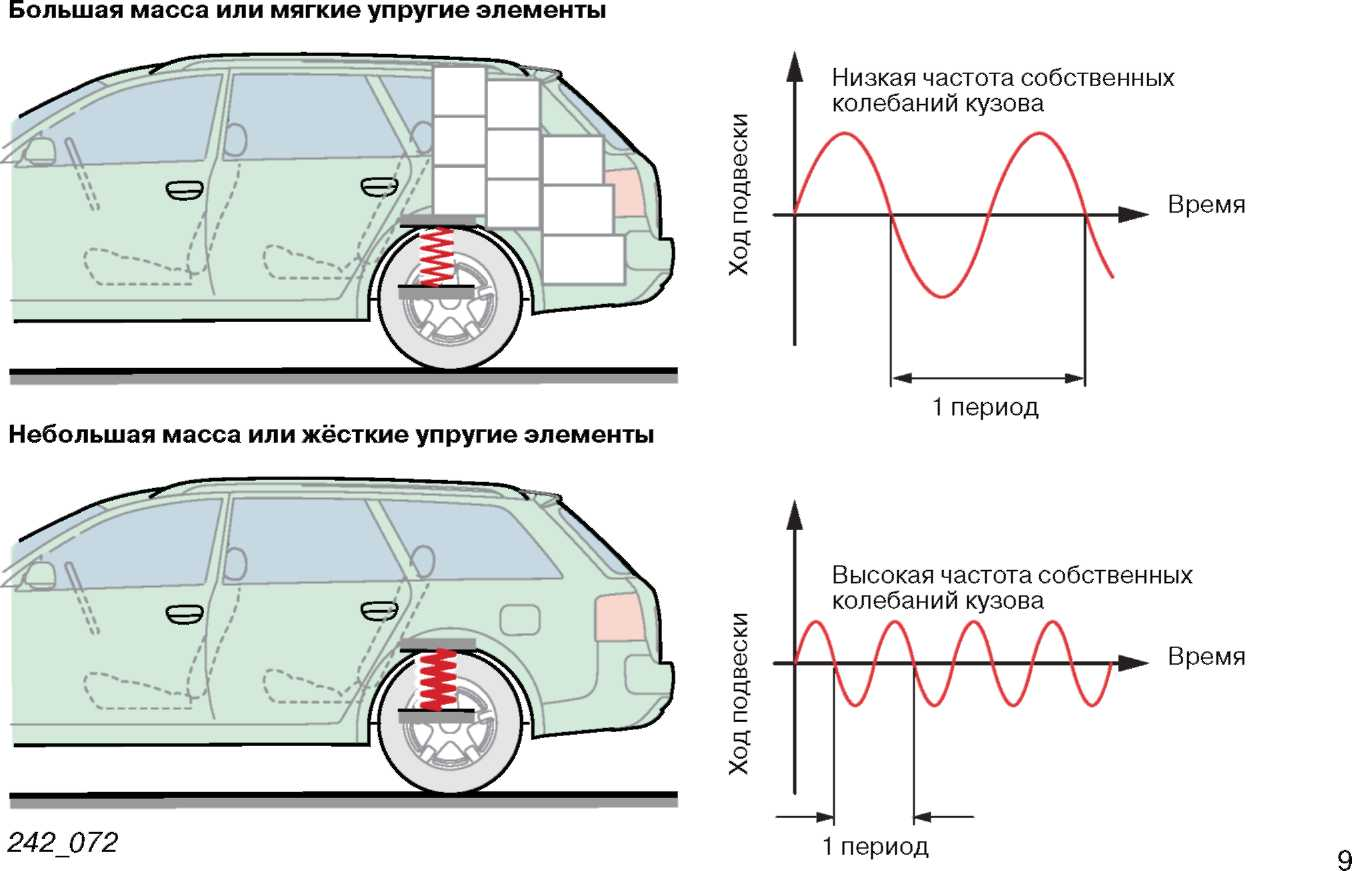 Большая масса или мягкие упругие элементы
Низкая частота собственных
колебаний кузова
Ход подвески
Время
1 период
Небольшая масса или жёсткие упругие элементы
Высокая частота собственных
колебаний кузова
Ход подвески
Время
1 период
242_072
9